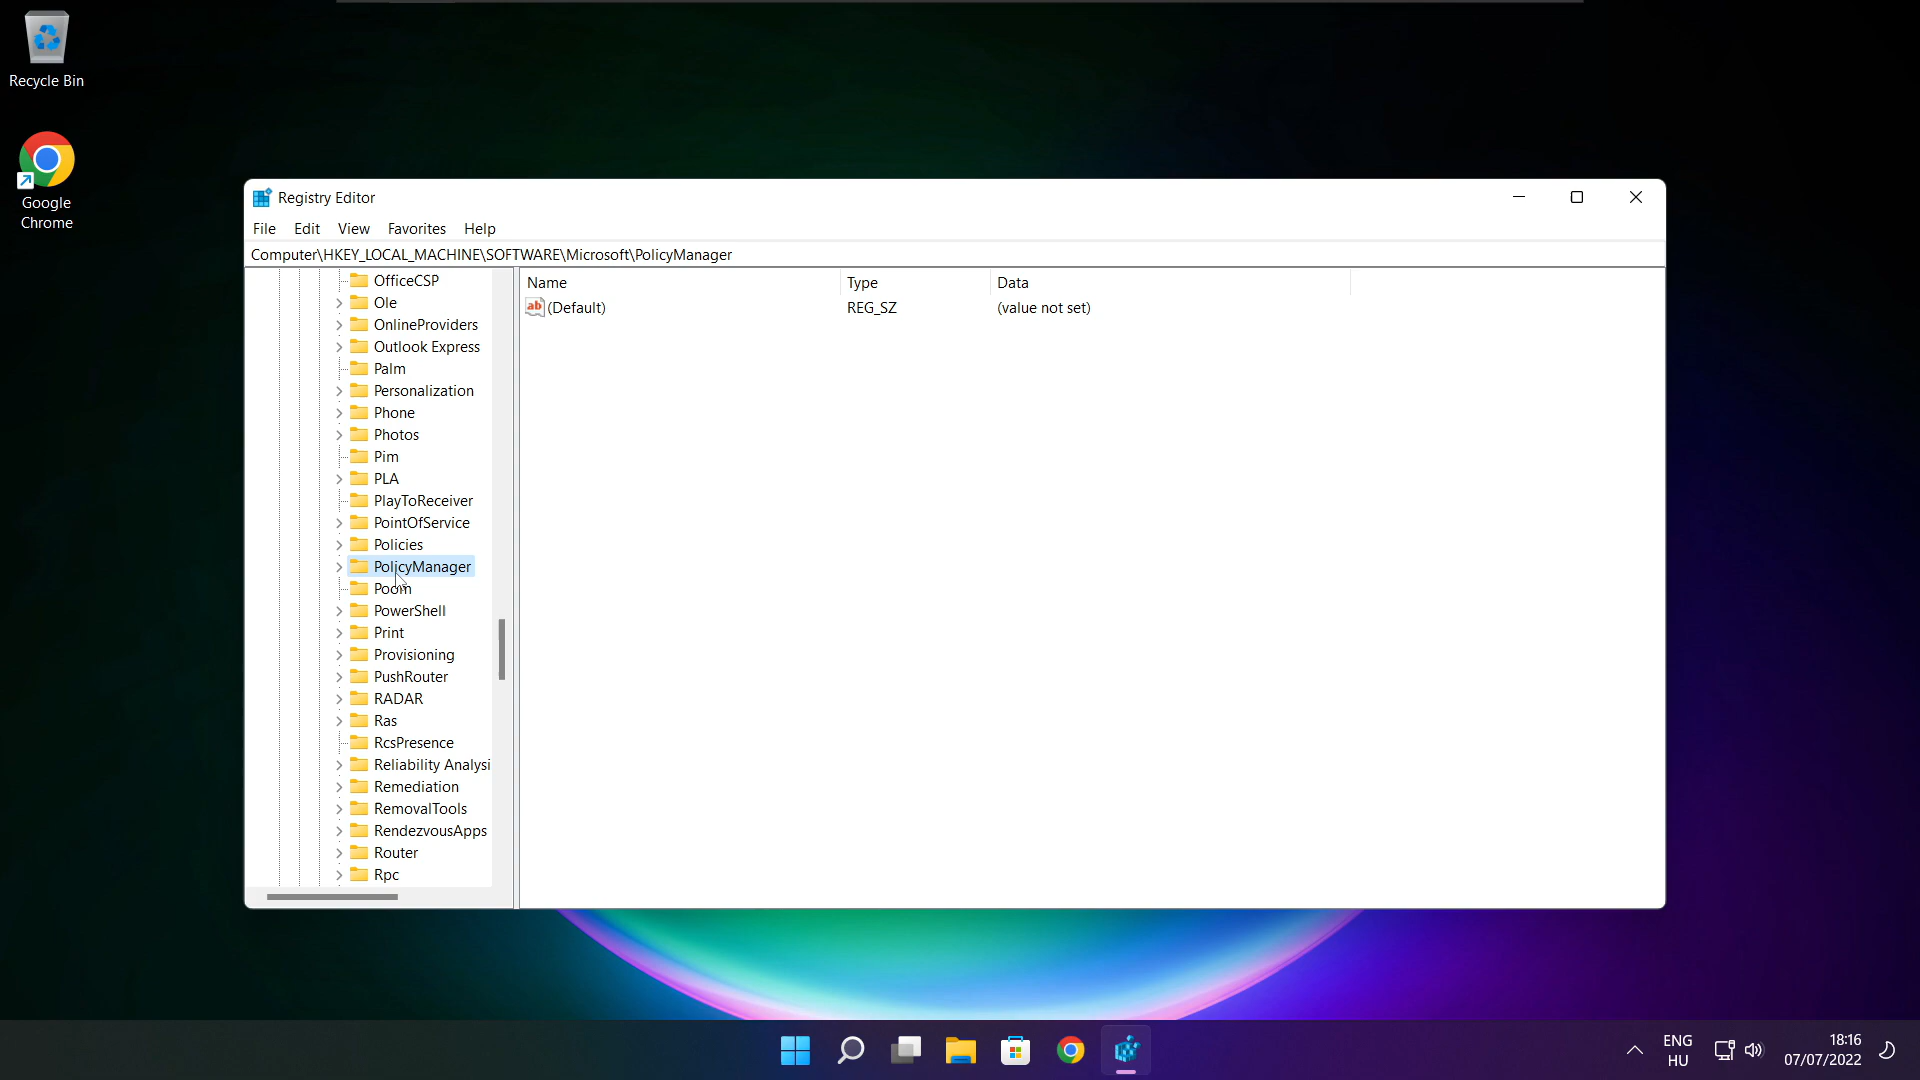 Recycle Bin
Google
Chrome
Registry Editor
File Edit View Favorites Help
Computer\HKEY_LOCAL_MACHINE\SOFTWARE\Microsoft\PolicyManager
Name Type Data
ab (Default) REG_SZ (value not set)
OfficeCSP
Ole
OnlineProviders
Outlook Express
Palm
Personalization
Phone
Photos
Pim
PLA
PlayToReceiver
PointOfService
Policies
PolicyManager
Poom
PowerShell
Print
Provisioning
PushRouter
RADAR
Ras
RcsPresence
Reliability Analysi
Remediation
RemovalTools
RendezvousApps
Router
Rpc
ENG
HU
18:16
07/07/2022